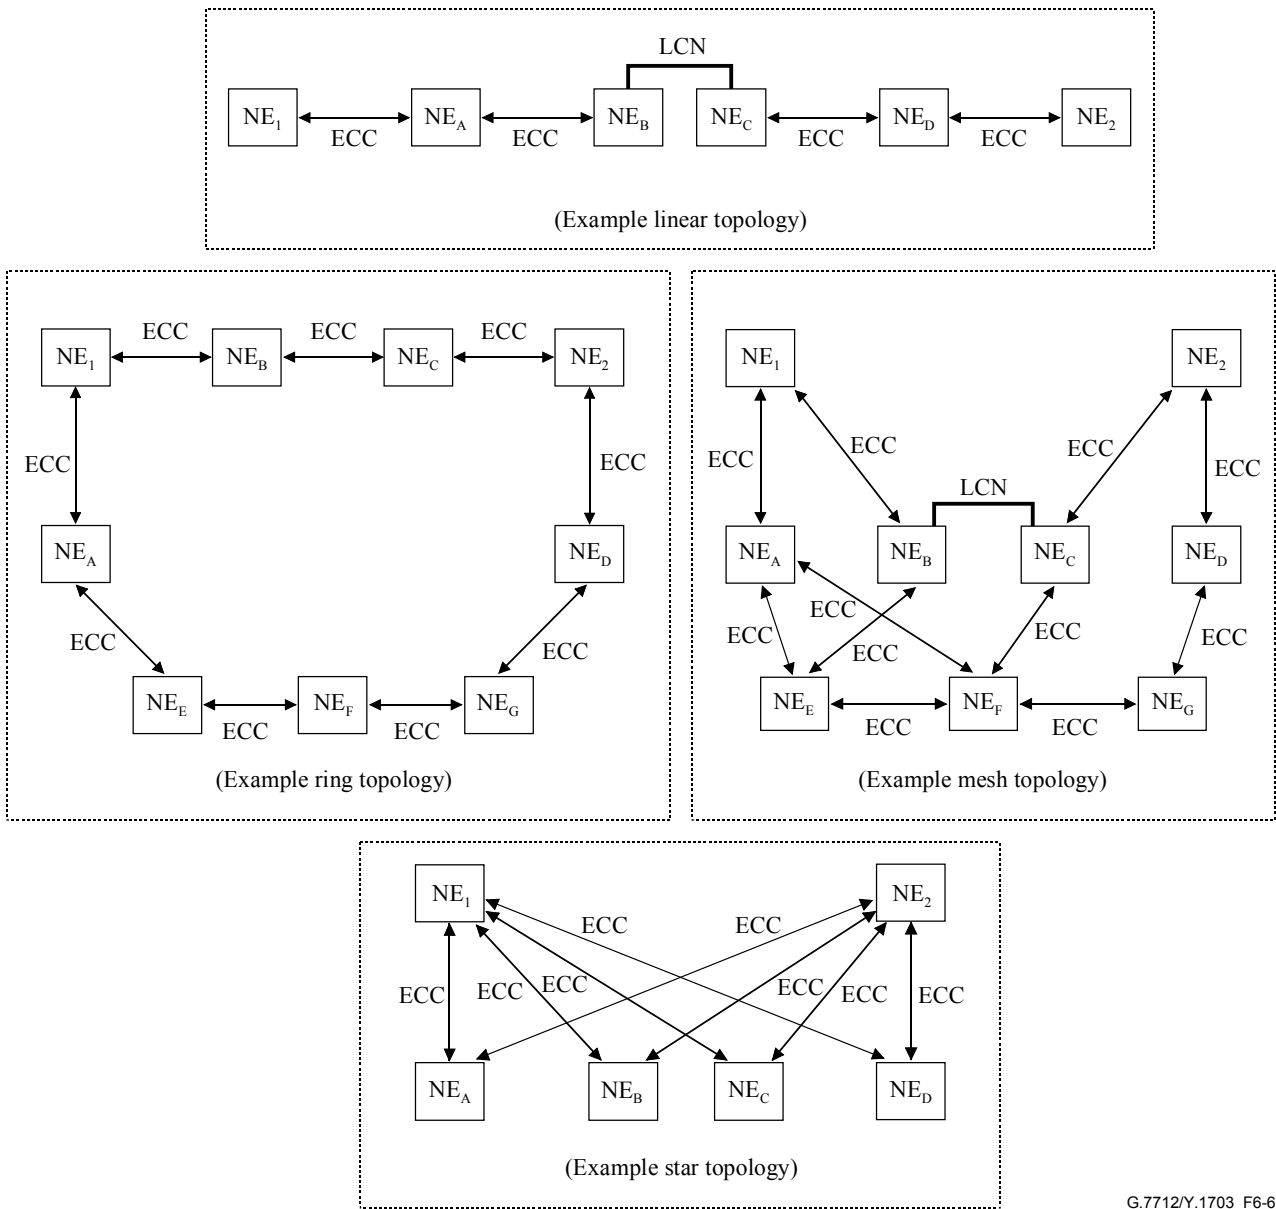 LCN
NE1 NEA NEB NEC NED NE2
ECC ECC ECC ECC
(Example linear topology)
ECC ECC ECC
NE1 NEB NEC NE2
ECC ECC
NEA NED
ECC ECC
NEE NEF NEG
ECC ECC
(Example ring topology)
NE1 NE2
ECC ECC ECC ECC
LCN
NEA NEB NEC NED
ECC
ECC ECC ECC ECC
NEE NEF NEG
ECC ECC
(Example mesh topology)
NE1 NE2
ECC ECC
ECC ECC ECC ECC ECC ECC
NEA NEB NEC NED
(Example star topology)
G.7712/Y.1703 F6-6